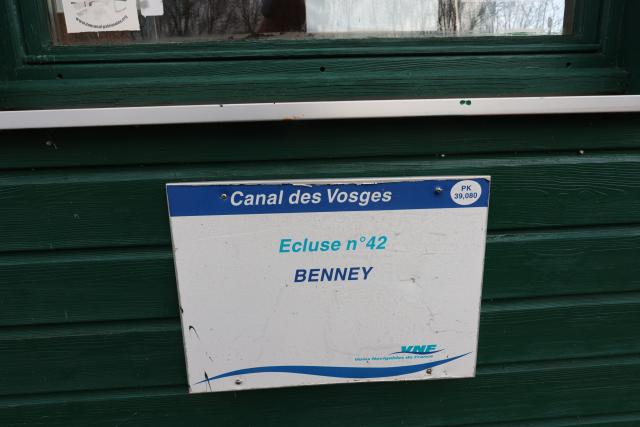 Canal des Vosges
PK
39,080
Ecluse n°42
BENNEY
VNF
Voies Navigables de France